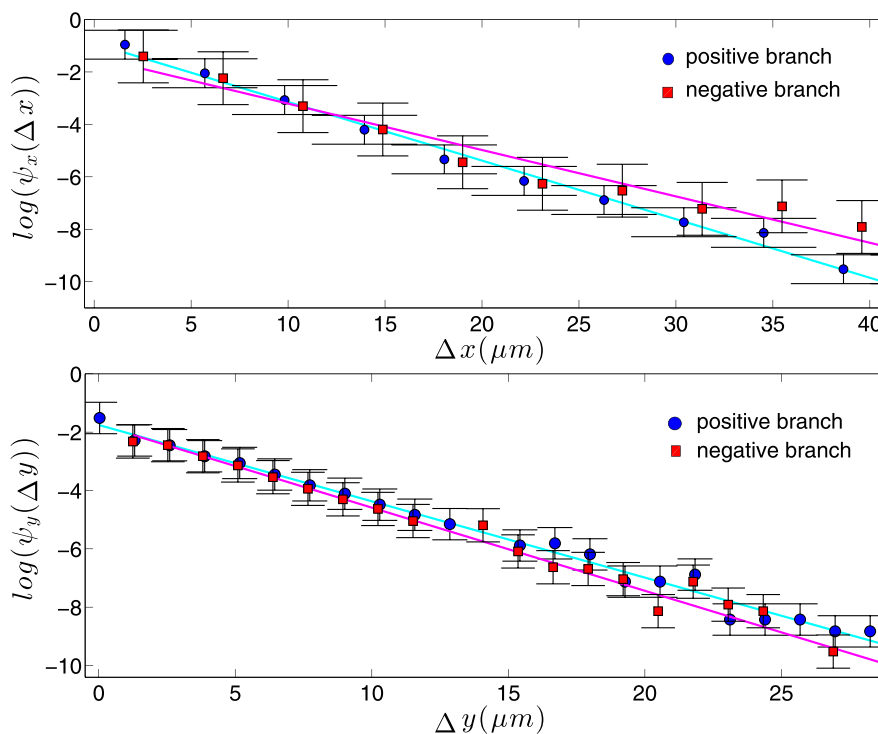 0
−2
−4
−6
−8
−10
log(ψx(Δx))
positive branch
negative branch
0 5 10 15 20 25 30 35 40
Δx(μm)
0
−2
−4
−6
−8
−10
log(ψy(Δy))
positive branch
negative branch
0 5 10 15 20 25
Δy(μm)